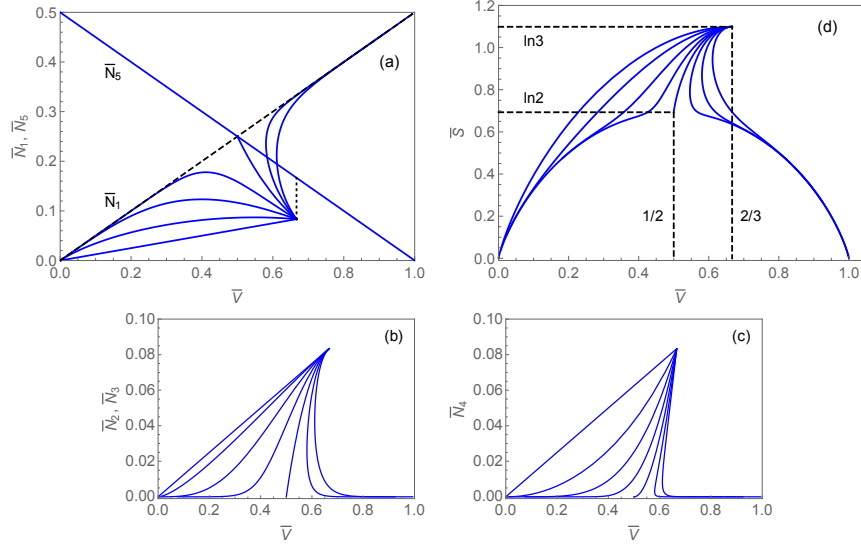 (a)
0.5
0.4
0.3
0.2
0.1
0.0
N̅₁, N̅₅
N̅₅
N̅₁
0.0 0.2 0.4 0.6 0.8 1.0
V̅
(d)
1.2
1.0
0.8
0.6
0.4
0.2
0.0
S̅
ln3
ln2
1/2
2/3
0.0 0.2 0.4 0.6 0.8 1.0
V̅
(b)
0.10
0.08
0.06
0.04
0.02
0.00
N̅₂, N̅₃
0.0 0.2 0.4 0.6 0.8 1.0
V̅
(c)
0.10
0.08
0.06
0.04
0.02
0.00
N̅₄
0.0 0.2 0.4 0.6 0.8 1.0
V̅